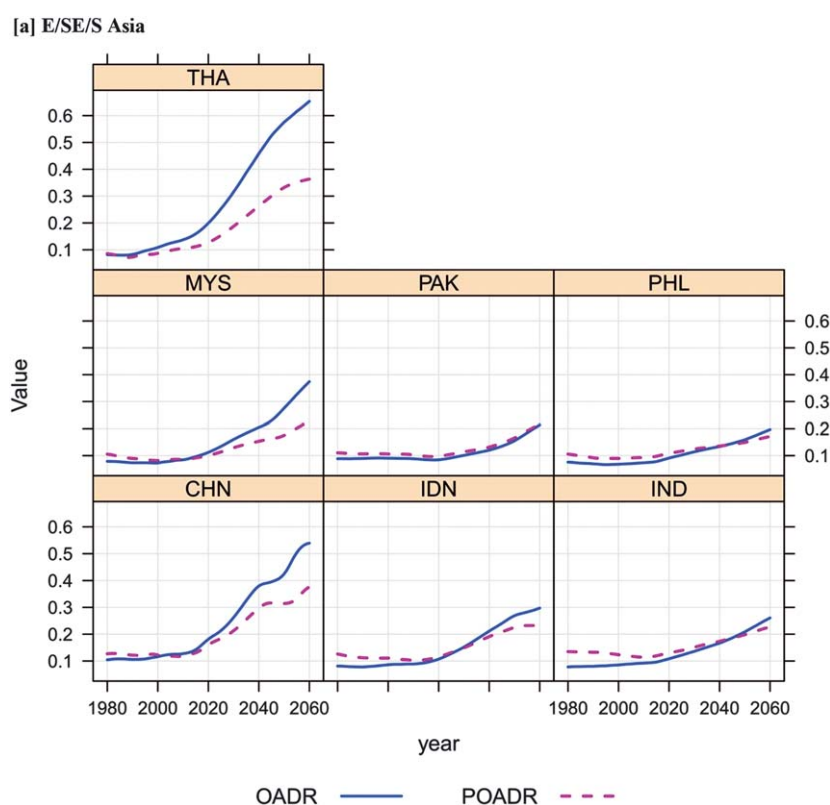 [a] E/SE/S Asia
THA
0.6
0.5
0.4
0.3
0.2
0.1
MYS PAK PHL
0.6
0.5
0.4
0.3
0.2
0.1
Value
CHN IDN IND
0.6
0.5
0.4
0.3
0.2
0.1
1980 2000 2020 2040 2060 1980 2000 2020 2040 2060
year
OADR POADR